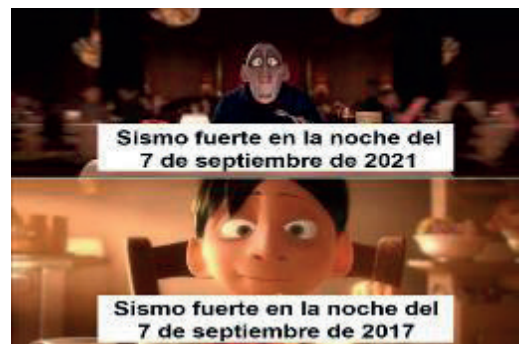 Sismo fuerte en la noche del
7 de septiembre de 2021
Sismo fuerte en la noche del
7 de septiembre de 2017